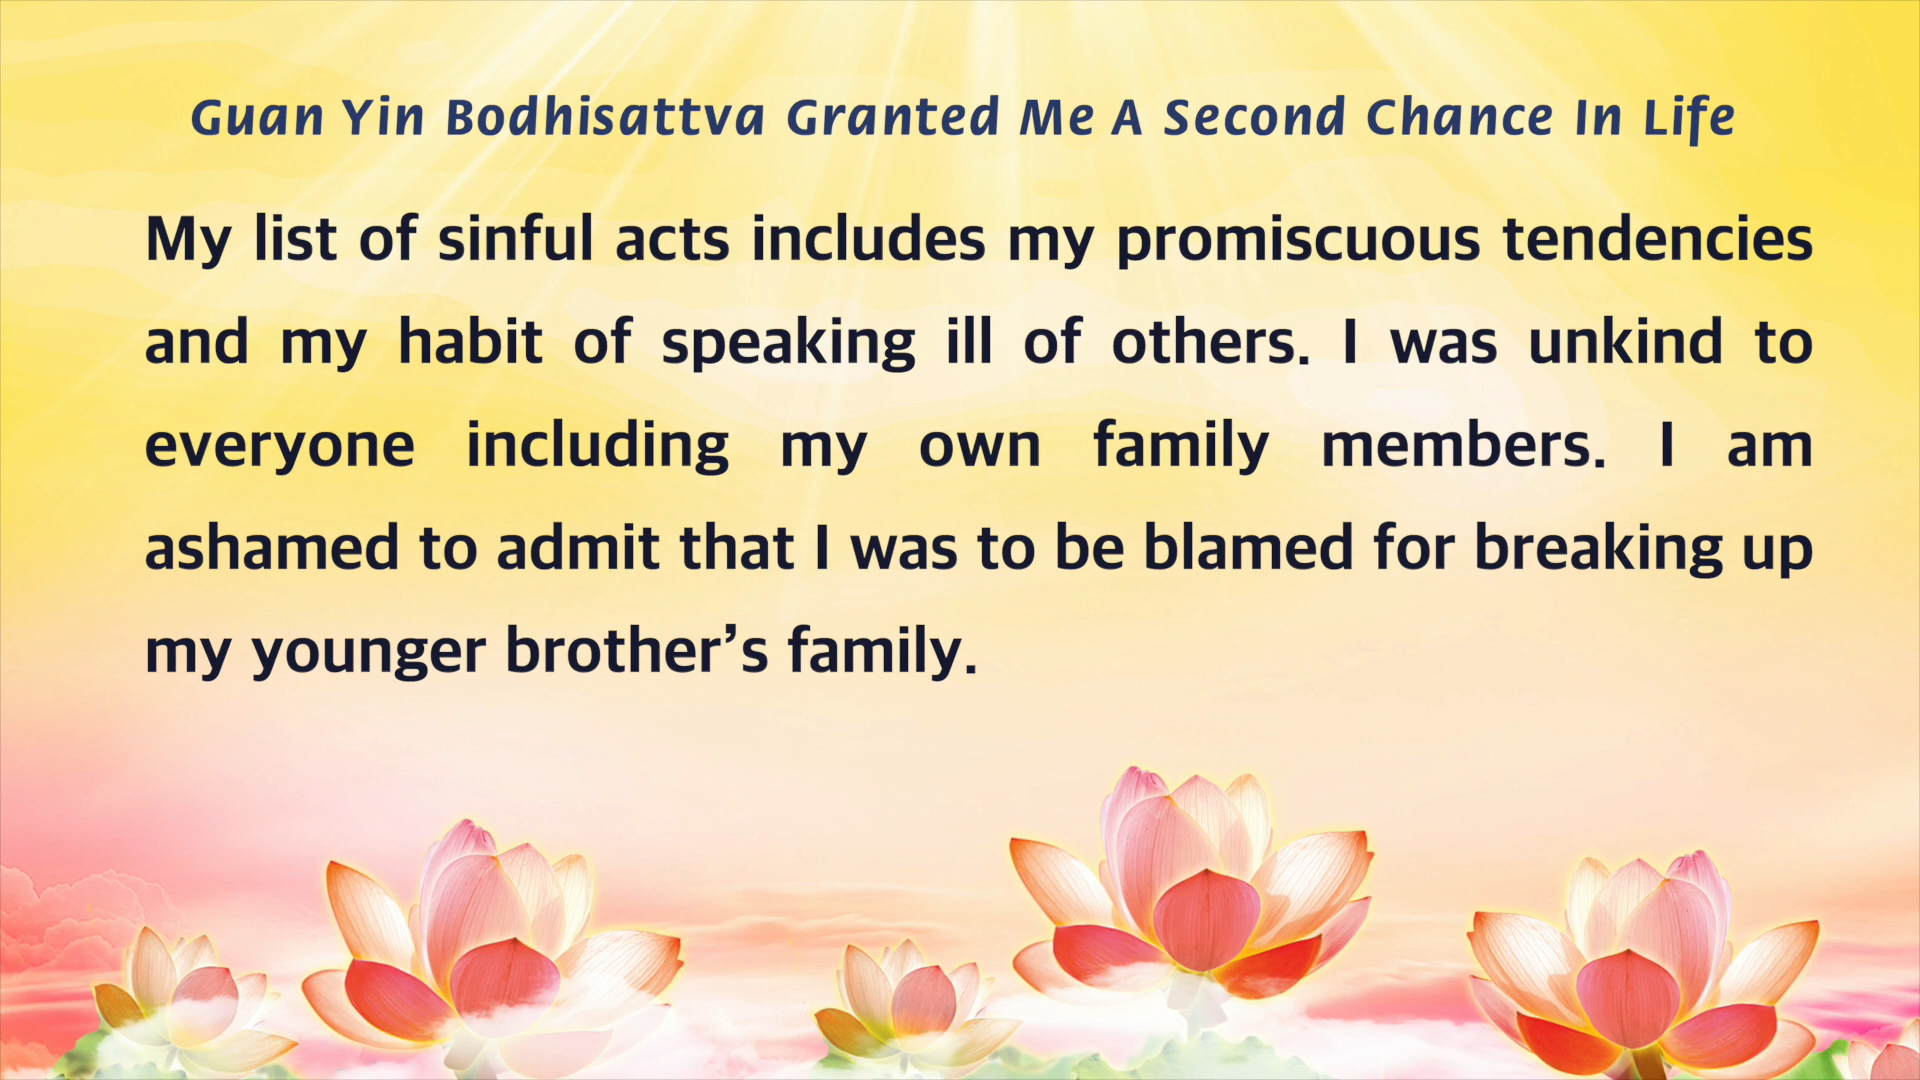 Guan Yin Bodhisattva Granted Me A Second Chance In Life
My list of sinful acts includes my promiscuous tendencies
and my habit of speaking ill of others. I was unkind to
everyone including my own family members. I am
ashamed to admit that I was to be blamed for breaking up
my younger brother’s family.